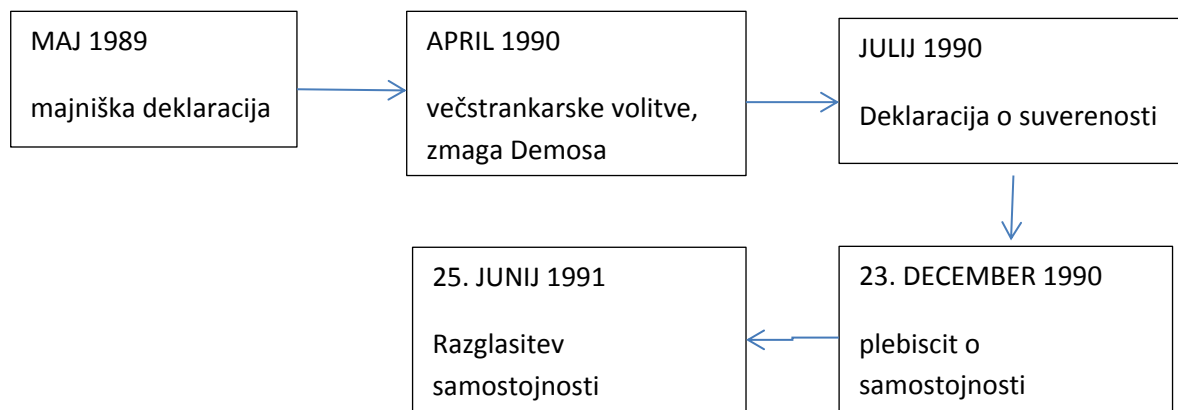 MAJ 1989
majniška deklaracija
APRIL 1990
večstrankarske volitve,
zmaga Demosa
JULIJ 1990
Deklaracija o suverenosti
23. DECEMBER 1990
plebiscit o
samostojnosti
25. JUNIJ 1991
Razglasitev
samostojnosti